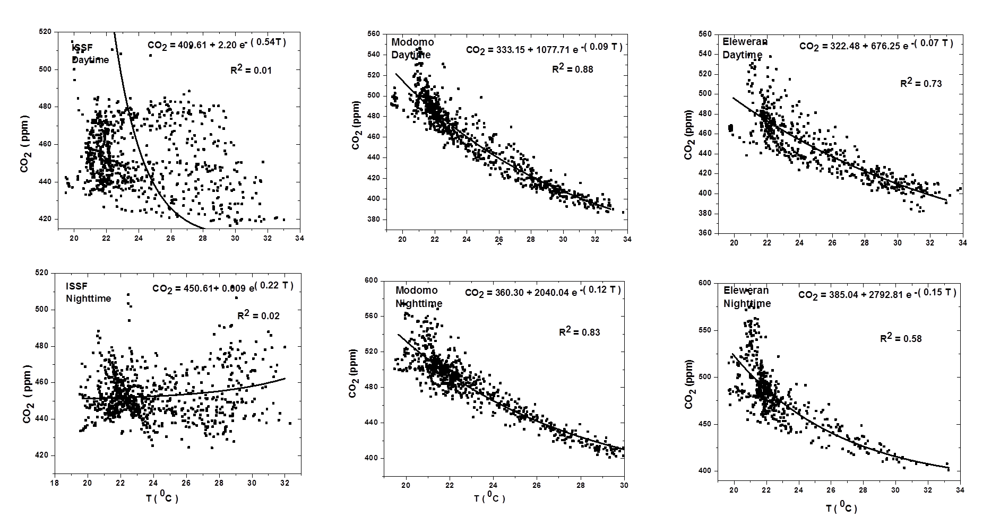 ISSF
Daytime
CO2 = 409.61 + 2.20 e-( 0.54T )
R2 = 0.01
520
500
480
460
440
420
CO2 ( ppm )
20 22 24 26 28 30 32 34
Modomo
Daytime
CO2 = 333.15 + 1077.71 e-( 0.09 T )
R2 = 0.88
560
540
520
500
480
460
440
420
400
380
CO2 (ppm)
20 22 24 26 28 30 32 34
Eleweran
Daytime
CO2 = 322.48 + 676.25 e-( 0.07 T )
R2 = 0.73
560
540
520
500
480
460
440
420
400
380
360
CO2 (ppm)
20 22 24 26 28 30 32 34
ISSF
Nighttime
CO2 = 450.61+ 0.009 e( 0.22 T )
R2 = 0.02
520
500
480
460
440
420
CO2 ( ppm )
18 20 22 24 26 28 30 32
T ( 0C )
Modomo
Nighttime
CO2 = 360.30 + 2040.04 e-( 0.12 T )
R2 = 0.83
600
560
520
480
440
400
CO2 (ppm)
20 22 24 26 28 30
T ( 0C )
Eleweran
Nighttime
CO2 = 385.04 + 2792.81 e-( 0.15 T )
R2 = 0.58
600
550
500
450
400
CO2 (ppm)
20 22 24 26 28 30 32 34
T ( 0C )